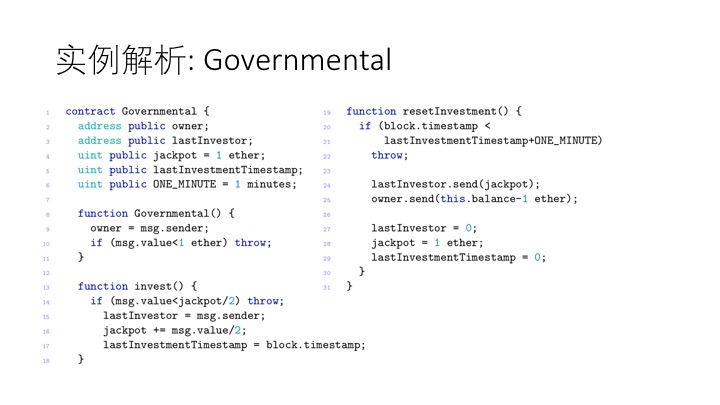 实例解析: Governmental
1 contract Governmental {
2 address public owner;
3 address public lastInvestor;
4 uint public jackpot = 1 ether;
5 uint public lastInvestmentTimestamp;
6 uint public ONE_MINUTE = 1 minutes;
7
8 function Governmental() {
9 owner = msg.sender;
10 if (msg.value<1 ether) throw;
11 }
12
13 function invest() {
14 if (msg.value<jackpot/2) throw;
15 lastInvestor = msg.sender;
16 jackpot += msg.value/2;
17 lastInvestmentTimestamp = block.timestamp;
18 }
19 function resetInvestment() {
20 if (block.timestamp <
21 lastInvestmentTimestamp+ONE_MINUTE)
22 throw;
23
24 lastInvestor.send(jackpot);
25 owner.send(this.balance-1 ether);
26
27 lastInvestor = 0;
28 jackpot = 1 ether;
29 lastInvestmentTimestamp = 0;
30 }
31 }